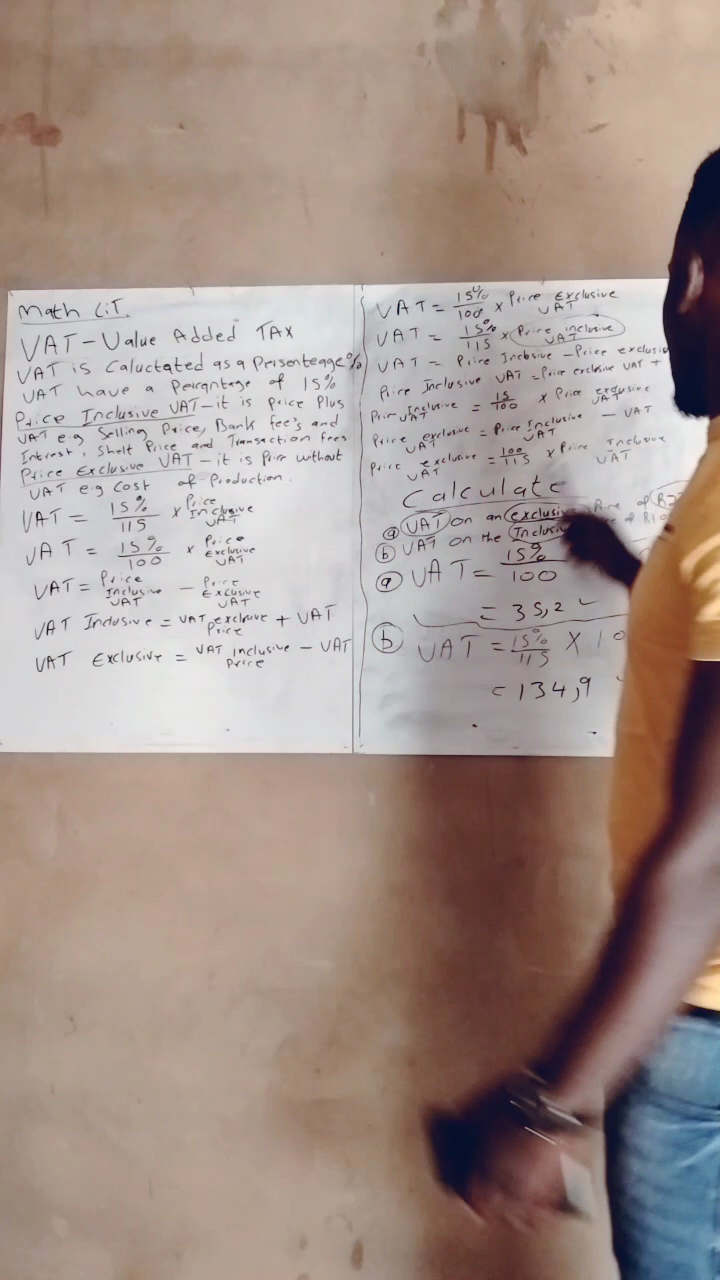 Math LiT.
VAT - Value Added TAX
VAT is Caluctated as a Persenteage%
VAT have a Percentage of 15%
Price Inclusive VAT - it is price plus
VAT e.g Selling Price, Bank fee's and
Interest, Shelf Price and Transaction fees
Price Exclusive VAT - it is Price without
VAT e.g Cost of Production.
VAT = 15%/115 x Price Inclusive VAT
VAT = 15%/100 x Price Exclusive VAT
VAT = Price Inclusive VAT - Price Exclusive VAT
VAT Inclusive = VAT exclusive Price + VAT
VAT Exclusive = VAT inclusive Price - VAT
VAT = 15%/100 x Price Exclusive VAT
VAT = 15%/115 x Price inclusive VAT
VAT = Price Inclusive - Price exclusive
Price Inclusive VAT = Price exclusive VAT +
Price Inclusive VAT = 15/100 x Price exclusive VAT
Price exclusive VAT = Price Inclusive VAT - VAT
Price exclusive VAT = 100/115 x Price Inclusive VAT
Calculate
a VAT on an exclusive Price of
b VAT on the Inclusive of
a VAT = 15%/100
= 35,2
b VAT = 15%/115 X 10
= 134,9